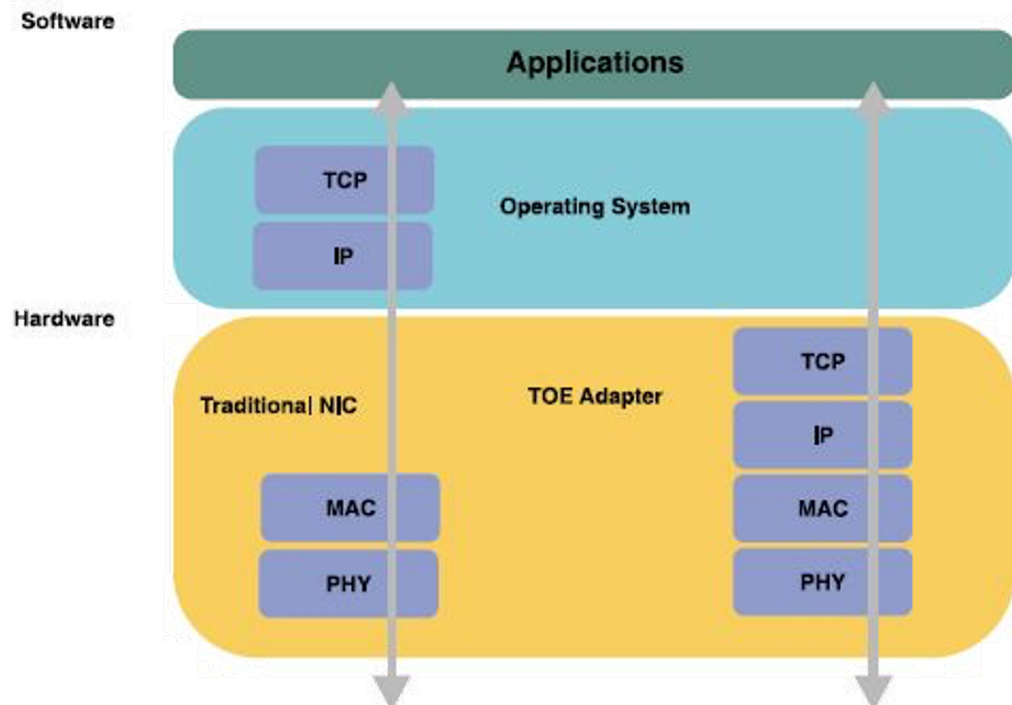 Software
Applications
TCP
Operating System
IP
Hardware
TCP
Traditional NIC
TOE Adapter
IP
MAC
MAC
PHY
PHY